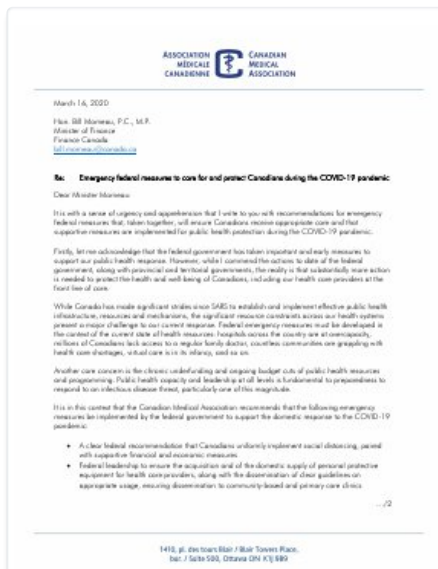 ASSOCIATION
MÉDICALE
CANADIENNE
CANADIAN
MEDICAL
ASSOCIATION
March 16, 2020
Hon. Bill Morneau, P.C., M.P.
Minister of Finance
Finance Canada
bill.morneau@canada.ca
Re: Emergency federal measures to care for and protect Canadians during the COVID-19 pandemic
Dear Minister Morneau
It is with a sense of urgency and apprehension that I write to you with recommendations for emergency
federal measures that, taken together, will ensure Canadians receive appropriate care and that
supportive measures are implemented for public health protection during the COVID-19 pandemic.
Firstly, let me acknowledge that the federal government has taken important and early measures to
support our public health response. However, while I commend the actions to date of the federal
government, along with provincial and territorial governments, the reality is that substantially more action
is needed to protect the health and well-being of Canadians, including our health care providers at the
front line of care.
While Canada has made significant strides since SARS to establish and implement effective public health
infrastructure, resources and mechanisms, the significant resource constraints across our health systems
present a major challenge to our current response. Federal emergency measures must be developed in
the context of the current state of health resources: hospitals across the country are at overcapacity,
millions of Canadians lack access to a regular family doctor, countless communities are grappling with
health care shortages, virtual care is in its infancy, and so on.
Another core concern is the chronic underfunding and ongoing budget cuts of public health resources
and programming. Public health capacity and leadership at all levels is fundamental to preparedness to
respond to an infectious disease threat, particularly one of this magnitude.
It is in this context that the Canadian Medical Association recommends that the following emergency
measures be implemented by the federal government to support the domestic response to the COVID-19
pandemic:
• A clear federal recommendation that Canadians uniformly implement social distancing, paired
with supportive financial and economic measures
• Federal leadership to ensure the acquisition and of the domestic supply of personal protective
equipment for health care providers, along with the dissemination of clear guidelines on
appropriate usage, ensuring dissemination to community-based and primary care clinics
…/2
1410, pl. des tours Blair / Blair Towers Place,
bur. / Suite 500, Ottawa ON K1J 9B9